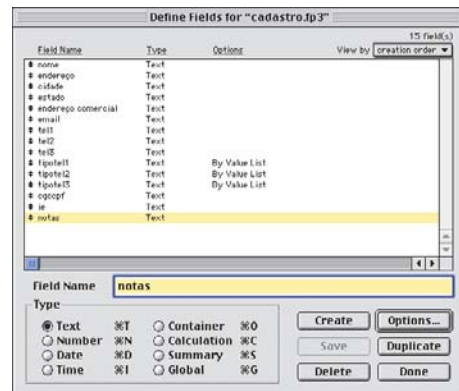 Define Fields for “cadastro.fp3”
15 field(s)
Field Name Type Options View by creation order
nome Text
endereço Text
cidade Text
estado Text
endereço comercial Text
email Text
tel1 Text
tel2 Text
tel3 Text
tipotel1 Text By Value List
tipotel2 Text By Value List
tipotel3 Text By Value List
cgccpf Text
ie Text
notas Text
Field Name notas
Type
Text ⌘T Container ⌘O
Number ⌘N Calculation ⌘C
Date ⌘D Summary ⌘S
Time ⌘I Global ⌘G
Create Options...
Save Duplicate
Delete Done